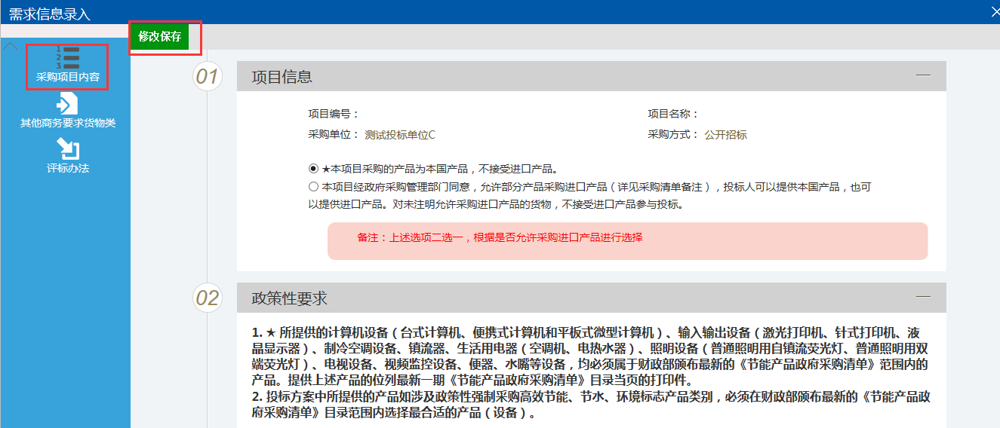 需求信息录入
修改保存
1
2
3
采购项目内容
其他商务要求货物类
评标办法
01
项目信息
项目编号：
项目名称：
采购单位： 测试投标单位C
采购方式： 公开招标
★本项目采购的产品为本国产品，不接受进口产品。
本项目经政府采购管理部门同意，允许部分产品采购进口产品（详见采购清单备注），投标人可以提供本国产品，也可
以提供进口产品。对未注明允许采购进口产品的货物，不接受进口产品参与投标。
备注：上述选项二选一，根据是否允许采购进口产品进行选择
02
政策性要求
1. ★ 所提供的计算机设备（台式计算机、便携式计算机和平板式微型计算机）、输入输出设备（激光打印机、针式打印机、液
晶显示器）、制冷空调设备、镇流器、生活用电器（空调机、电热水器）、照明设备（普通照明用自镇流荧光灯、普通照明用双
端荧光灯）、电视设备、视频监控设备、便器、水嘴等设备，均必须属于财政部颁布最新的《节能产品政府采购清单》范围内的
产品。提供上述产品的位列最新一期《节能产品政府采购清单》目录当页的打印件。
2. 投标方案中所提供的产品如涉及政策性强制采购高效节能、节水、环境标志产品类别，必须在财政部颁布最新的《节能产品政
府采购清单》目录范围内选择最合适的产品（设备）。